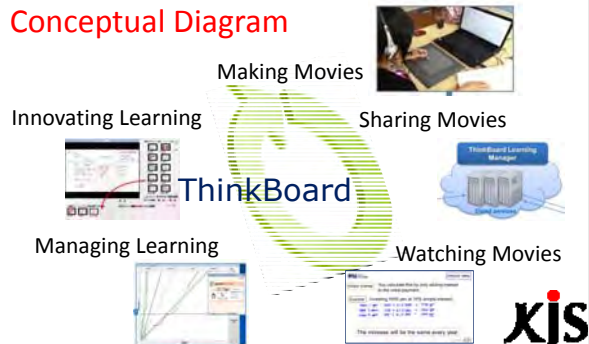 Conceptual Diagram
Making Movies
Innovating Learning
Sharing Movies
ThinkBoard Learning
Manager
ThinkBoard
Managing Learning
Watching Movies
The increase will be the same every year
XJS